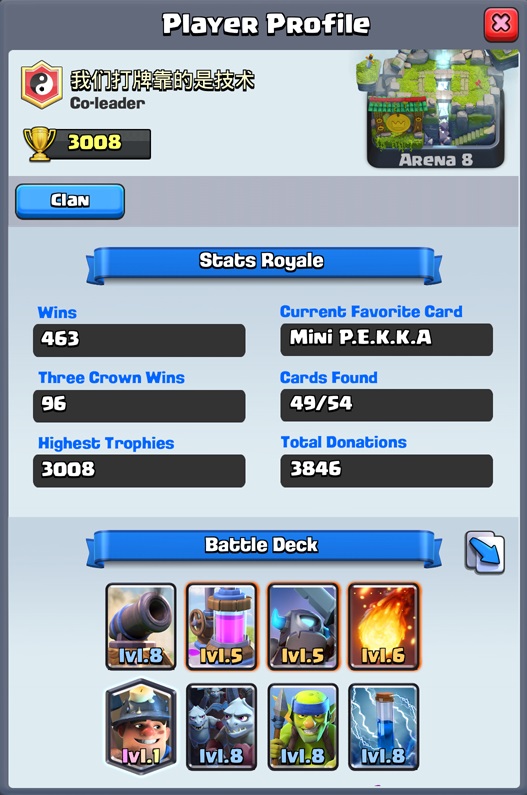 Player Profile
我们打牌靠的是技术
Co-leader
3008
Arena 8
Clan
Stats Royale
Wins
Current Favorite Card
463
Mini P.E.K.K.A
Three Crown Wins
Cards Found
96
49/54
Highest Trophies
Total Donations
3008
3846
Battle Deck
lvl.8
lvl.5
lvl.5
lvl.6
lvl.1
lvl.8
lvl.8
lvl.8